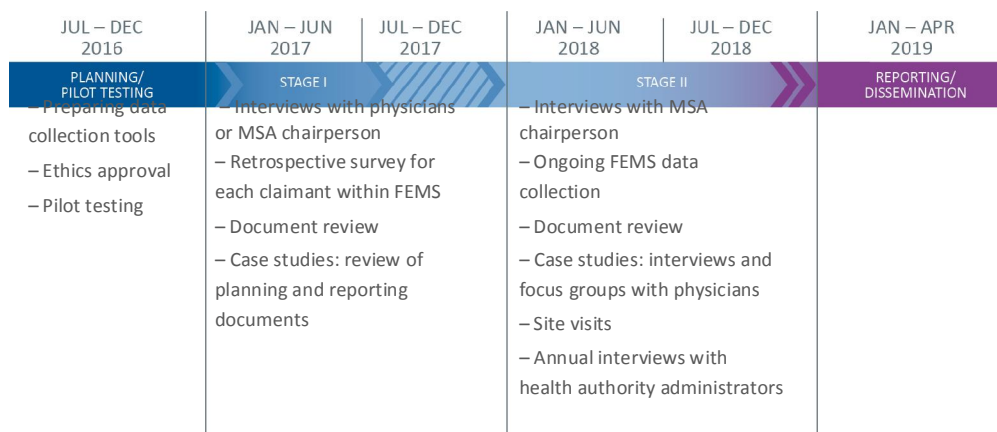 JUL – DEC
2016
JAN – JUN
2017
JUL – DEC
2017
JAN – JUN
2018
JUL – DEC
2018
JAN – APR
2019
PLANNING/
PILOT TESTING
STAGE I
STAGE II
REPORTING/
DISSEMINATION
– Preparing data
collection tools
– Ethics approval
– Pilot testing
– Interviews with physicians
or MSA chairperson
– Retrospective survey for
each claimant within FEMS
– Document review
– Case studies: review of
planning and reporting
documents
– Interviews with MSA
chairperson
– Ongoing FEMS data
collection
– Document review
– Case studies: interviews and
focus groups with physicians
– Site visits
– Annual interviews with
health authority administrators